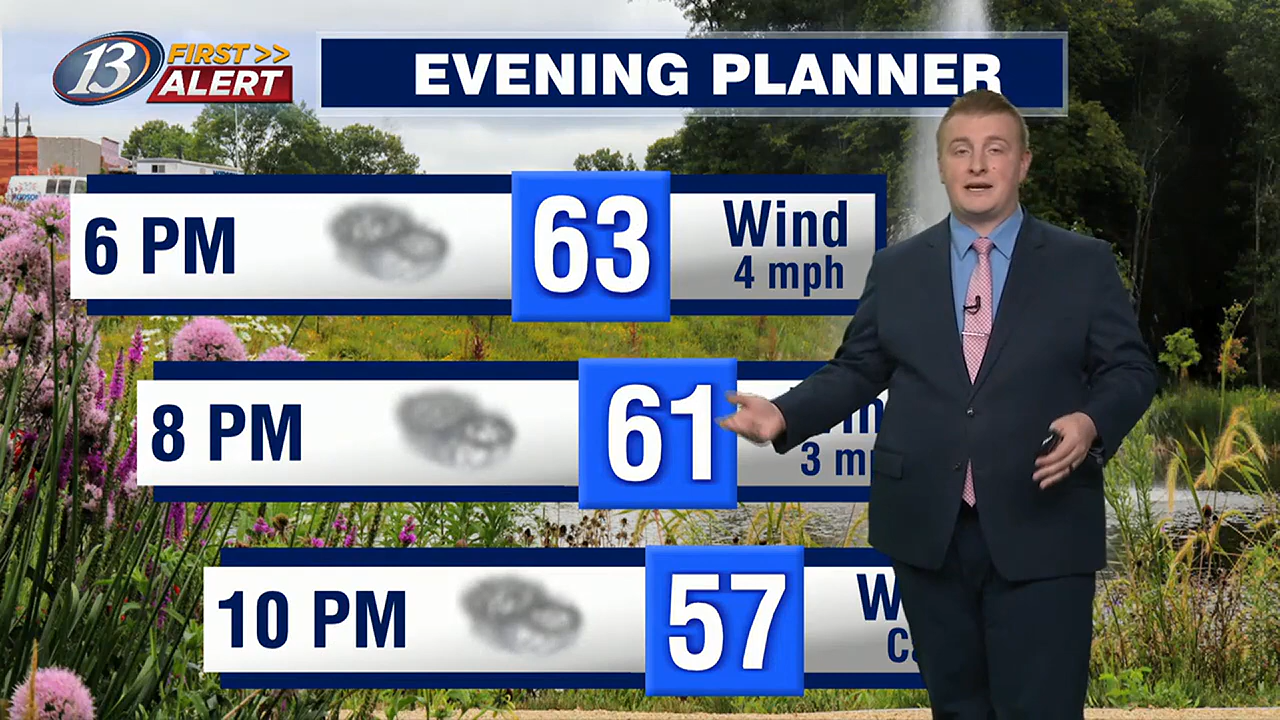 13 FIRST >>
ALERT
EVENING PLANNER
6 PM
63
Wind
4 mph
8 PM
61
3
10 PM
57